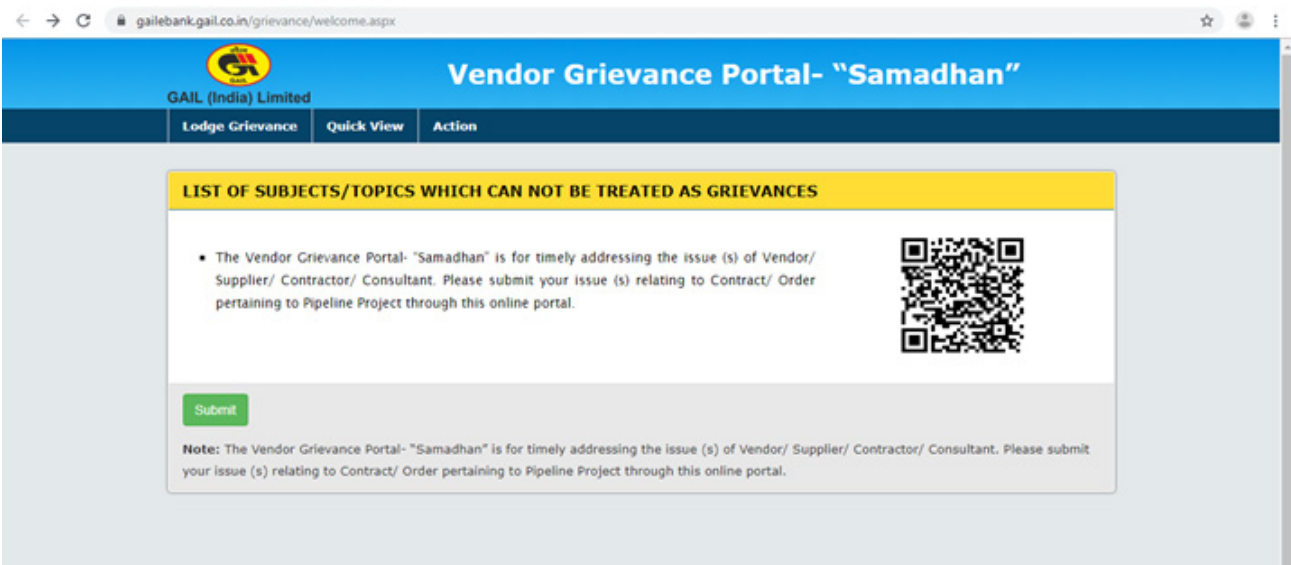 gailebank.gail.co.in/grievance/welcome.aspx
GAIL
GAIL (India) Limited
Vendor Grievance Portal- “Samadhan”
Lodge Grievance
Quick View
Action
LIST OF SUBJECTS/TOPICS WHICH CAN NOT BE TREATED AS GRIEVANCES
▪ The Vendor Grievance Portal- "Samadhan" is for timely addressing the issue (s) of Vendor/
Supplier/ Contractor/ Consultant. Please submit your issue (s) relating to Contract/ Order
pertaining to Pipeline Project through this online portal.
Submit
Note: The Vendor Grievance Portal- "Samadhan" is for timely addressing the issue (s) of Vendor/ Supplier/ Contractor/ Consultant. Please submit
your issue (s) relating to Contract/ Order pertaining to Pipeline Project through this online portal.